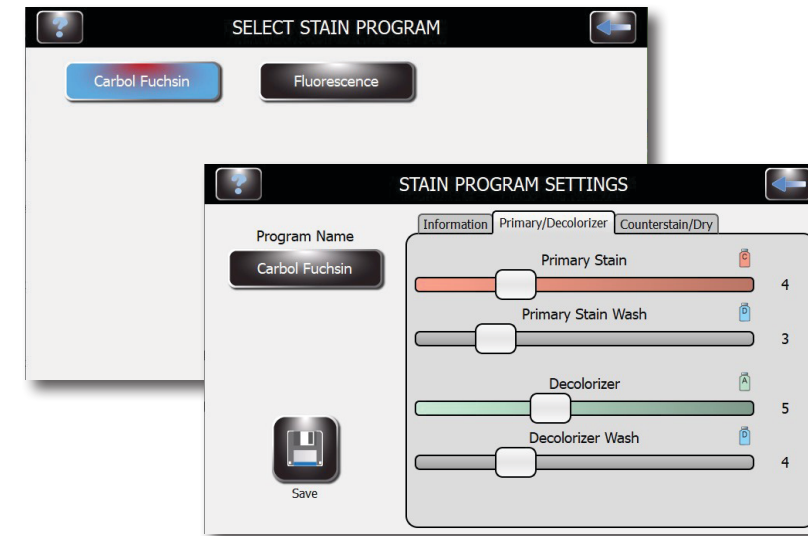 ?
SELECT STAIN PROGRAM
Carbol Fuchsin
Fluorescence
?
STAIN PROGRAM SETTINGS
Program Name
Carbol Fuchsin
Save
Information
Primary/Decolorizer
Counterstain/Dry
Primary Stain
C
4
Primary Stain Wash
D
3
Decolorizer
A
5
Decolorizer Wash
D
4